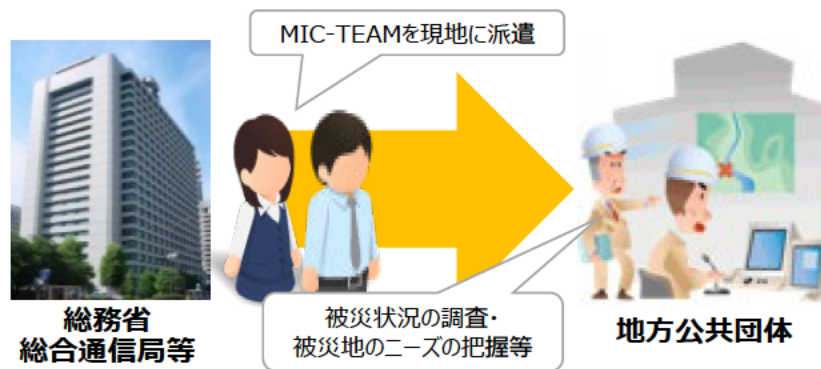 MIC-TEAMを現地に派遣
総務省
総合通信局等
被災状況の調査・
被災地のニーズの把握等
地方公共団体